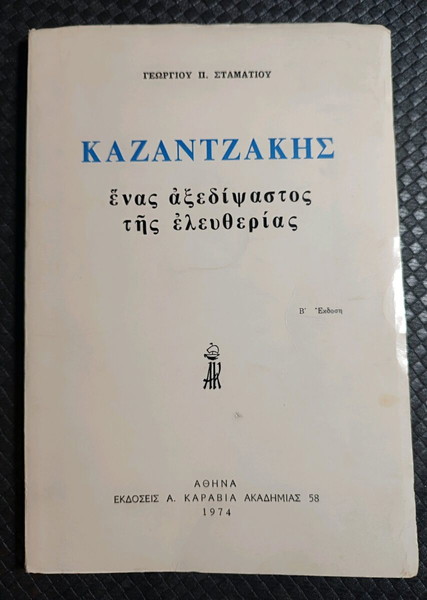 ΓΕΩΡΓΙΟΥ Π. ΣΤΑΜΑΤΙΟΥ
ΚΑΖΑΝΤΖΑΚΗΣ
ἕνας ἀξεδίψαστος
τῆς ἐλευθερίας
Β΄ Ἔκδοση
ΑΚ
ΑΘΗΝΑ
ΕΚΔΟΣΕΙΣ Α. ΚΑΡΑΒΙΑ ΑΚΑΔΗΜΙΑΣ 58
1974